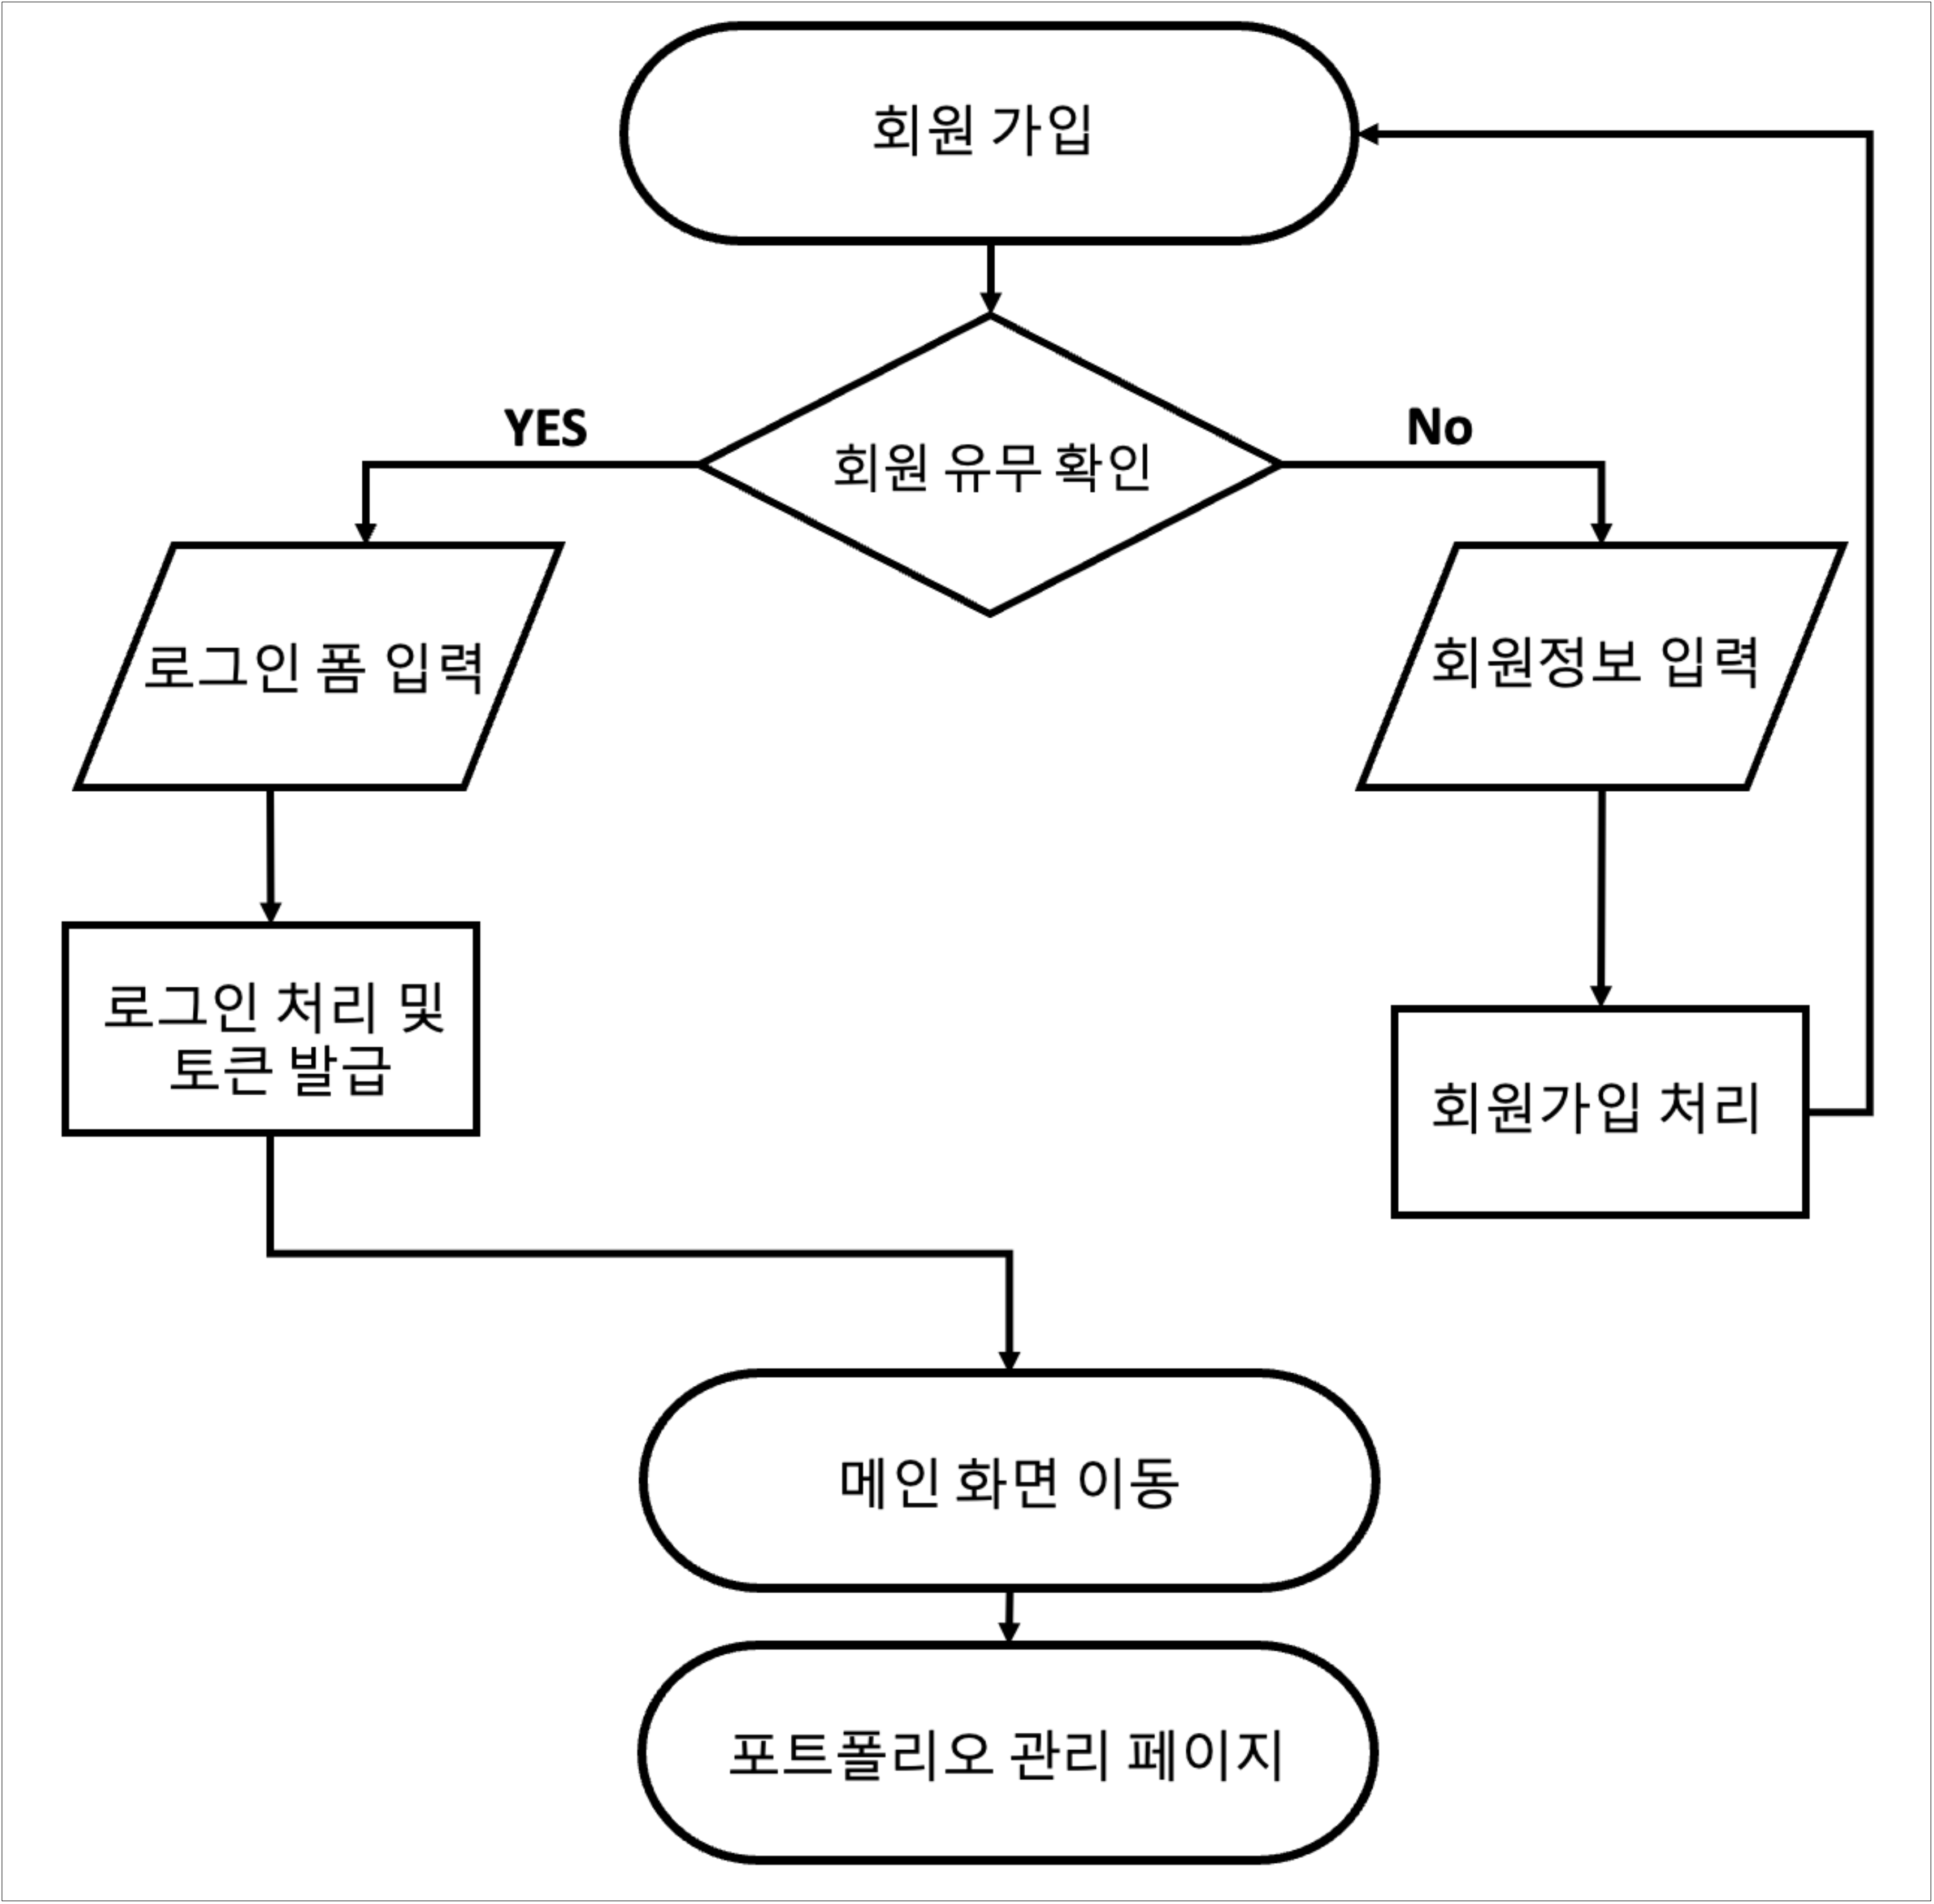 회원 가입
YES
No
회원 유무 확인
로그인 폼 입력
회원정보 입력
로그인 처리 및
토큰 발급
회원가입 처리
메인 화면 이동
포트폴리오 관리 페이지